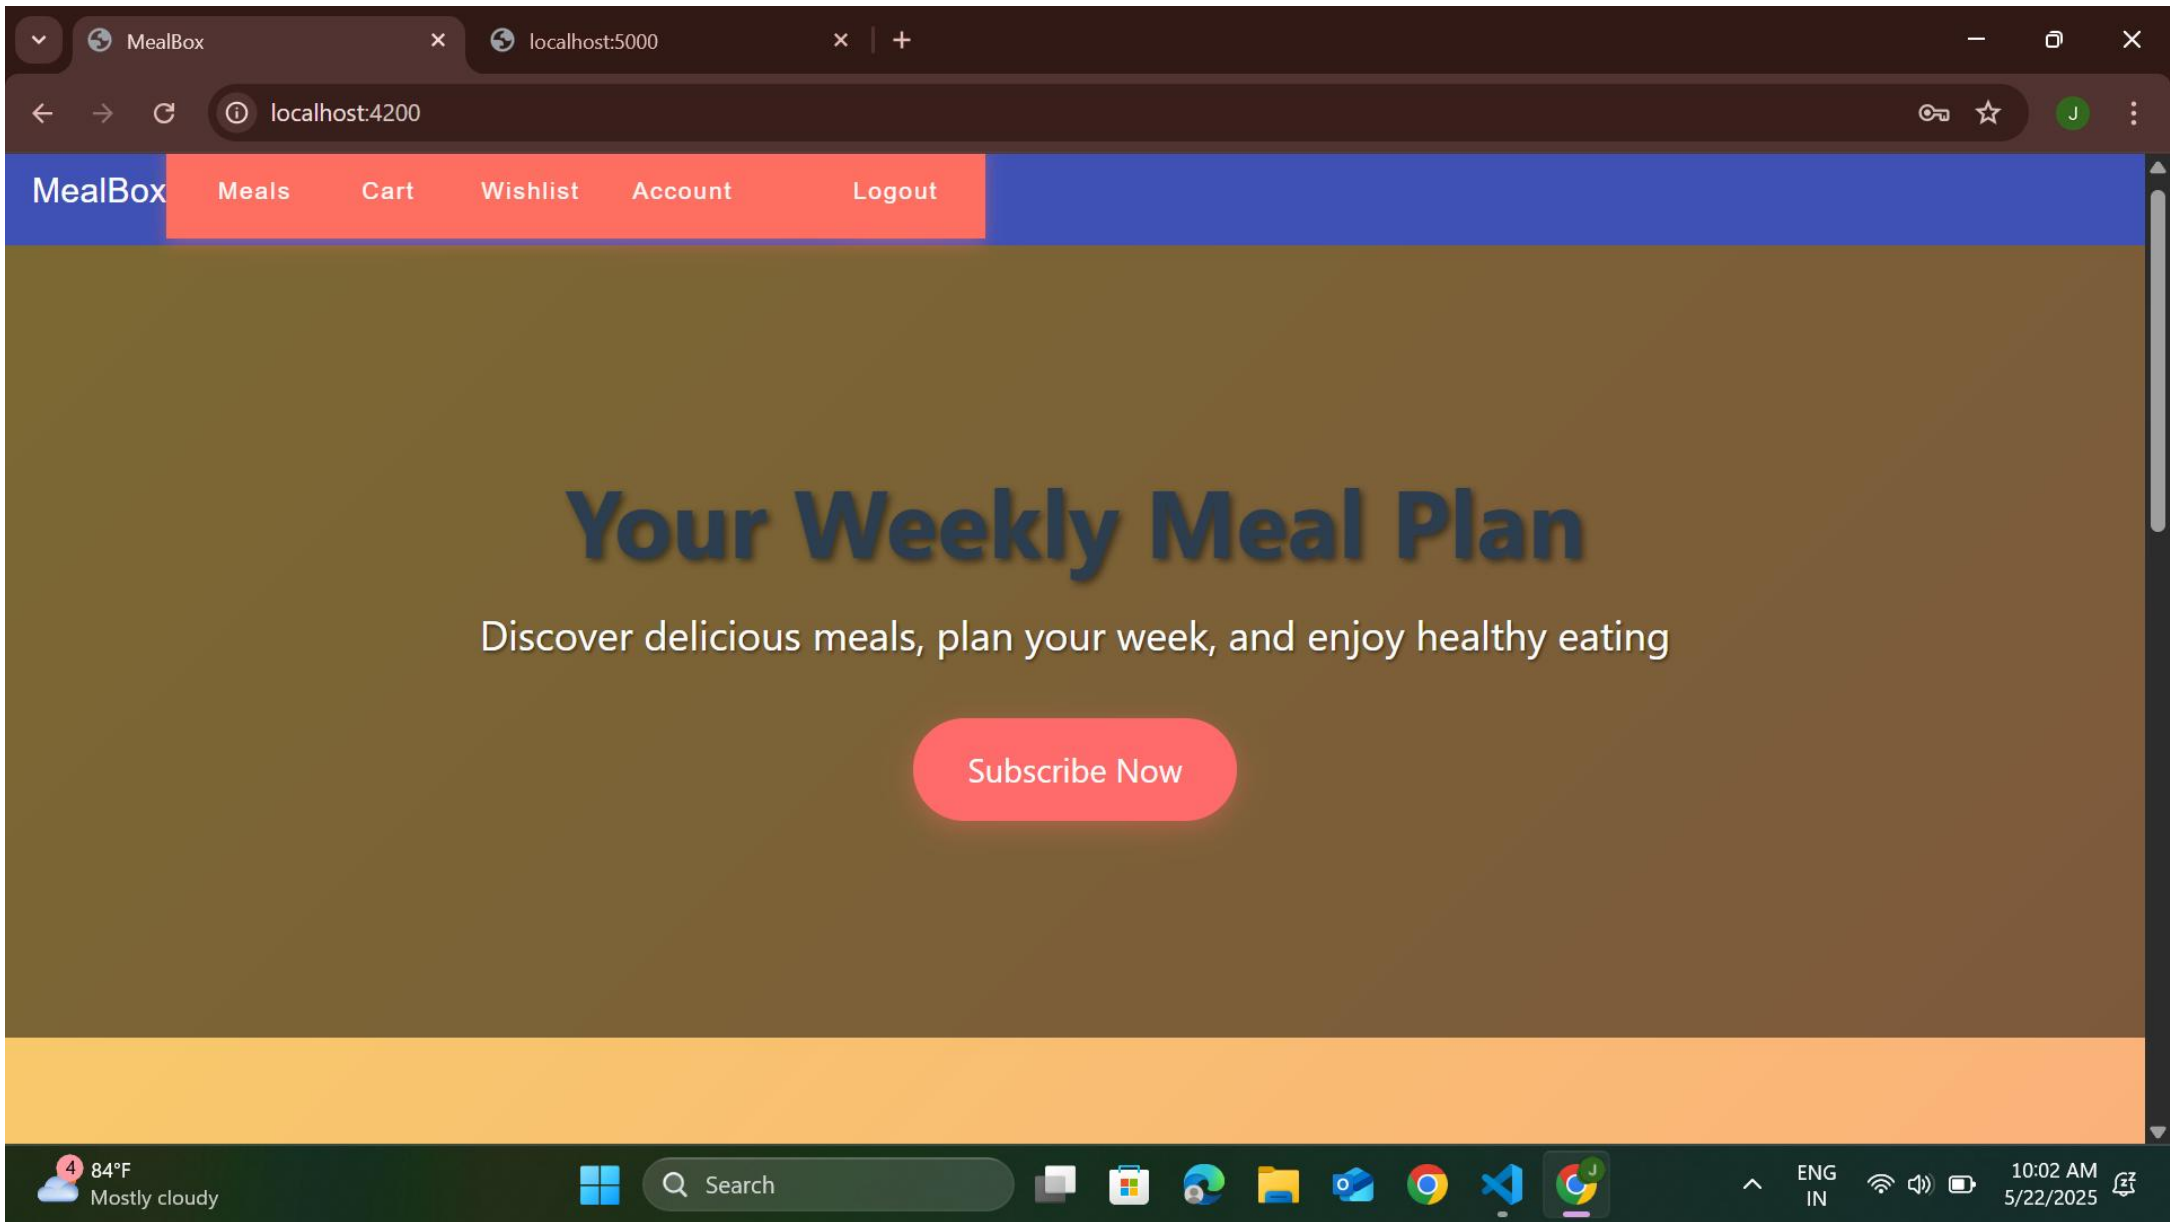 MealBox
localhost:5000
localhost:4200
J
MealBox Meals Cart Wishlist Account Logout
Your Weekly Meal Plan
Discover delicious meals, plan your week, and enjoy healthy eating
Subscribe Now
4
84°F
Mostly cloudy
Search
J
ENG
IN
10:02 AM
5/22/2025